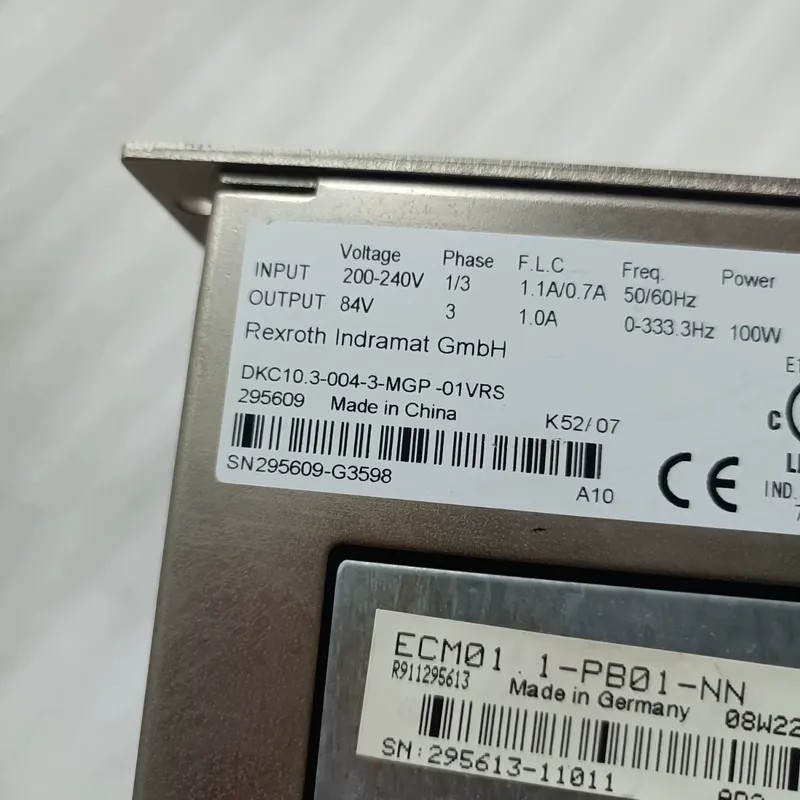 Voltage Phase F.L.C Freq. Power
INPUT 200-240V 1/3 1.1A/0.7A 50/60Hz
OUTPUT 84V 3 1.0A 0-333.3Hz 100W
Rexroth Indramat GmbH
DKC10.3-004-3-MGP-01VRS
295609 Made in China K52/07
SN295609-G3598
A10
CE
IND.
ECM01.1-PB01-NN
R911295613 Made in Germany 08W22
SN:295613-11011